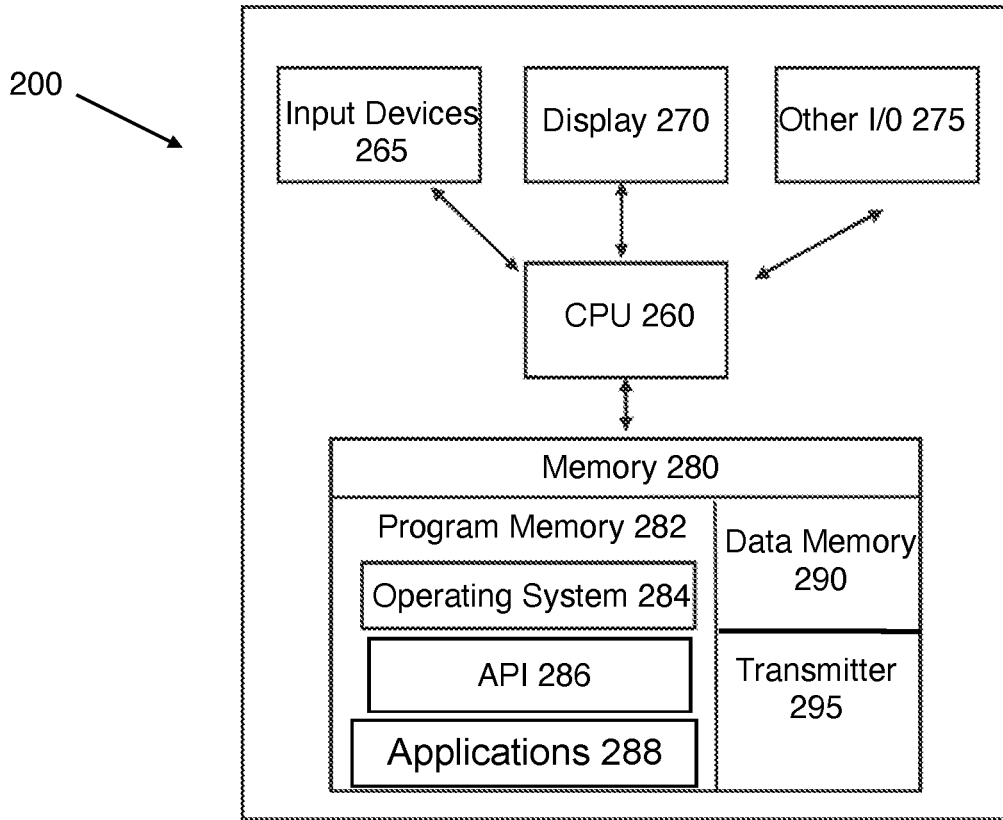 200
Input Devices
265
Display 270
Other I/0 275
CPU 260
Memory 280
Program Memory 282
Data Memory
290
Operating System 284
API 286
Transmitter
295
Applications 288